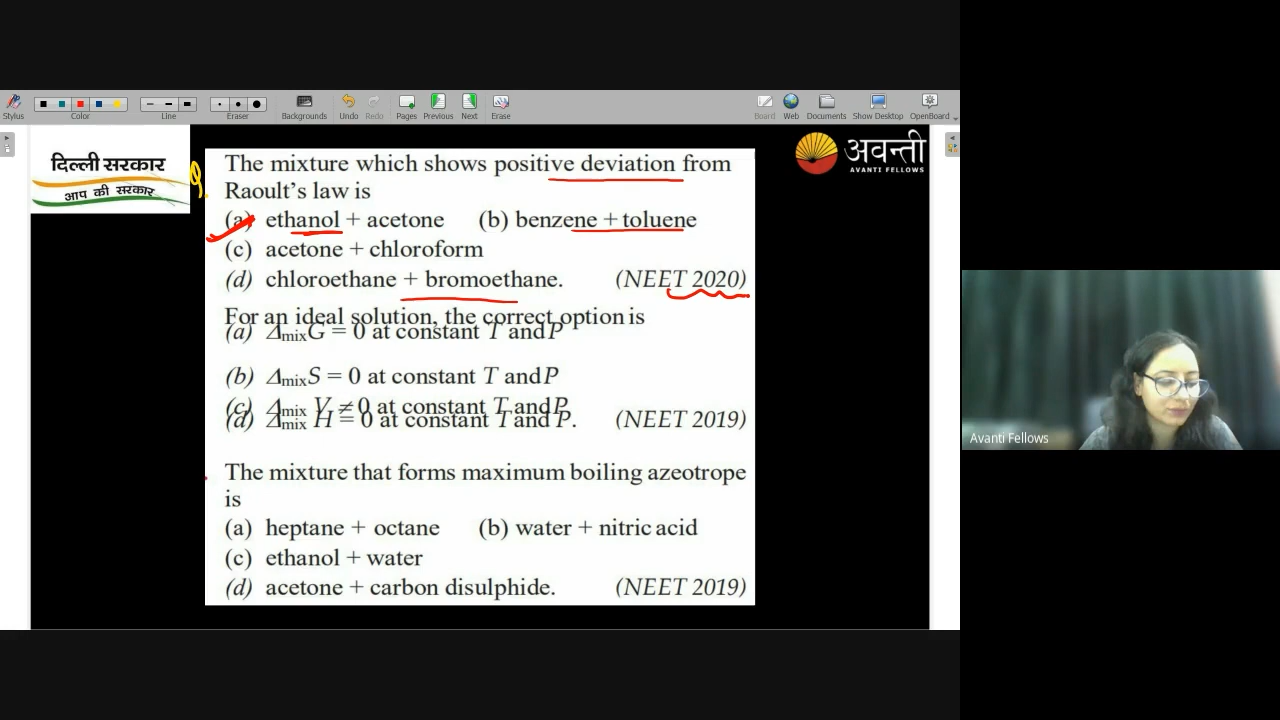 Stylus
Color
Line
Eraser
Backgrounds
Undo
Redo
Pages
Previous
Next
Erase
Board
Web
Documents
Show Desktop
OpenBoard
दिल्ली सरकार
आप की सरकार
अवन्ती
AVANTI FELLOWS
The mixture which shows positive deviation from
Raoult's law is
(a) ethanol + acetone (b) benzene + toluene
(c) acetone + chloroform
(d) chloroethane + bromoethane. (NEET 2020)
For an ideal solution, the correct option is
(a) ΔmixG = 0 at constant T and P
(b) ΔmixS = 0 at constant T and P
(c) Δmix V ≠ 0 at constant T and P
(d) Δmix H = 0 at constant T and P. (NEET 2019)
The mixture that forms maximum boiling azeotrope
is
(a) heptane + octane (b) water + nitric acid
(c) ethanol + water
(d) acetone + carbon disulphide. (NEET 2019)
Avanti Fellows